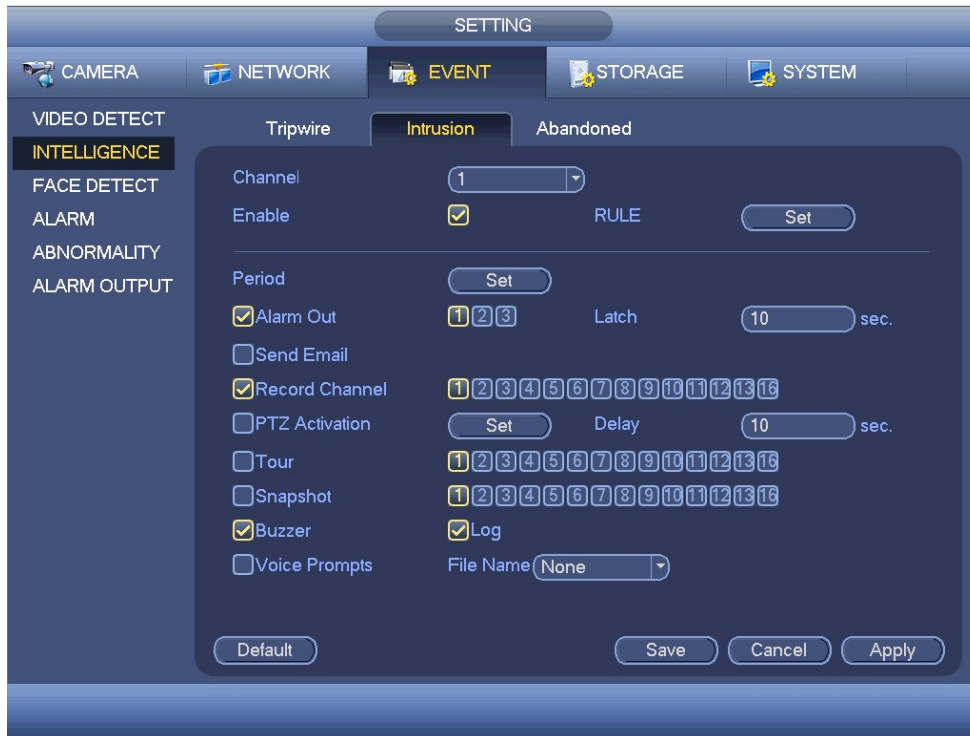 SETTING
CAMERA NETWORK EVENT STORAGE SYSTEM
VIDEO DETECT
INTELLIGENCE
FACE DETECT
ALARM
ABNORMALITY
ALARM OUTPUT
Tripwire Intrusion Abandoned
Channel 1
Enable RULE Set
Period Set
Alarm Out 1 2 3 Latch 10 sec.
Send Email
Record Channel 1 2 3 4 5 6 7 8 9 10 11 12 13 16
PTZ Activation Set Delay 10 sec.
Tour 1 2 3 4 5 6 7 8 9 10 11 12 13 16
Snapshot 1 2 3 4 5 6 7 8 9 10 11 12 13 16
Buzzer Log
Voice Prompts File Name None
Default Save Cancel Apply